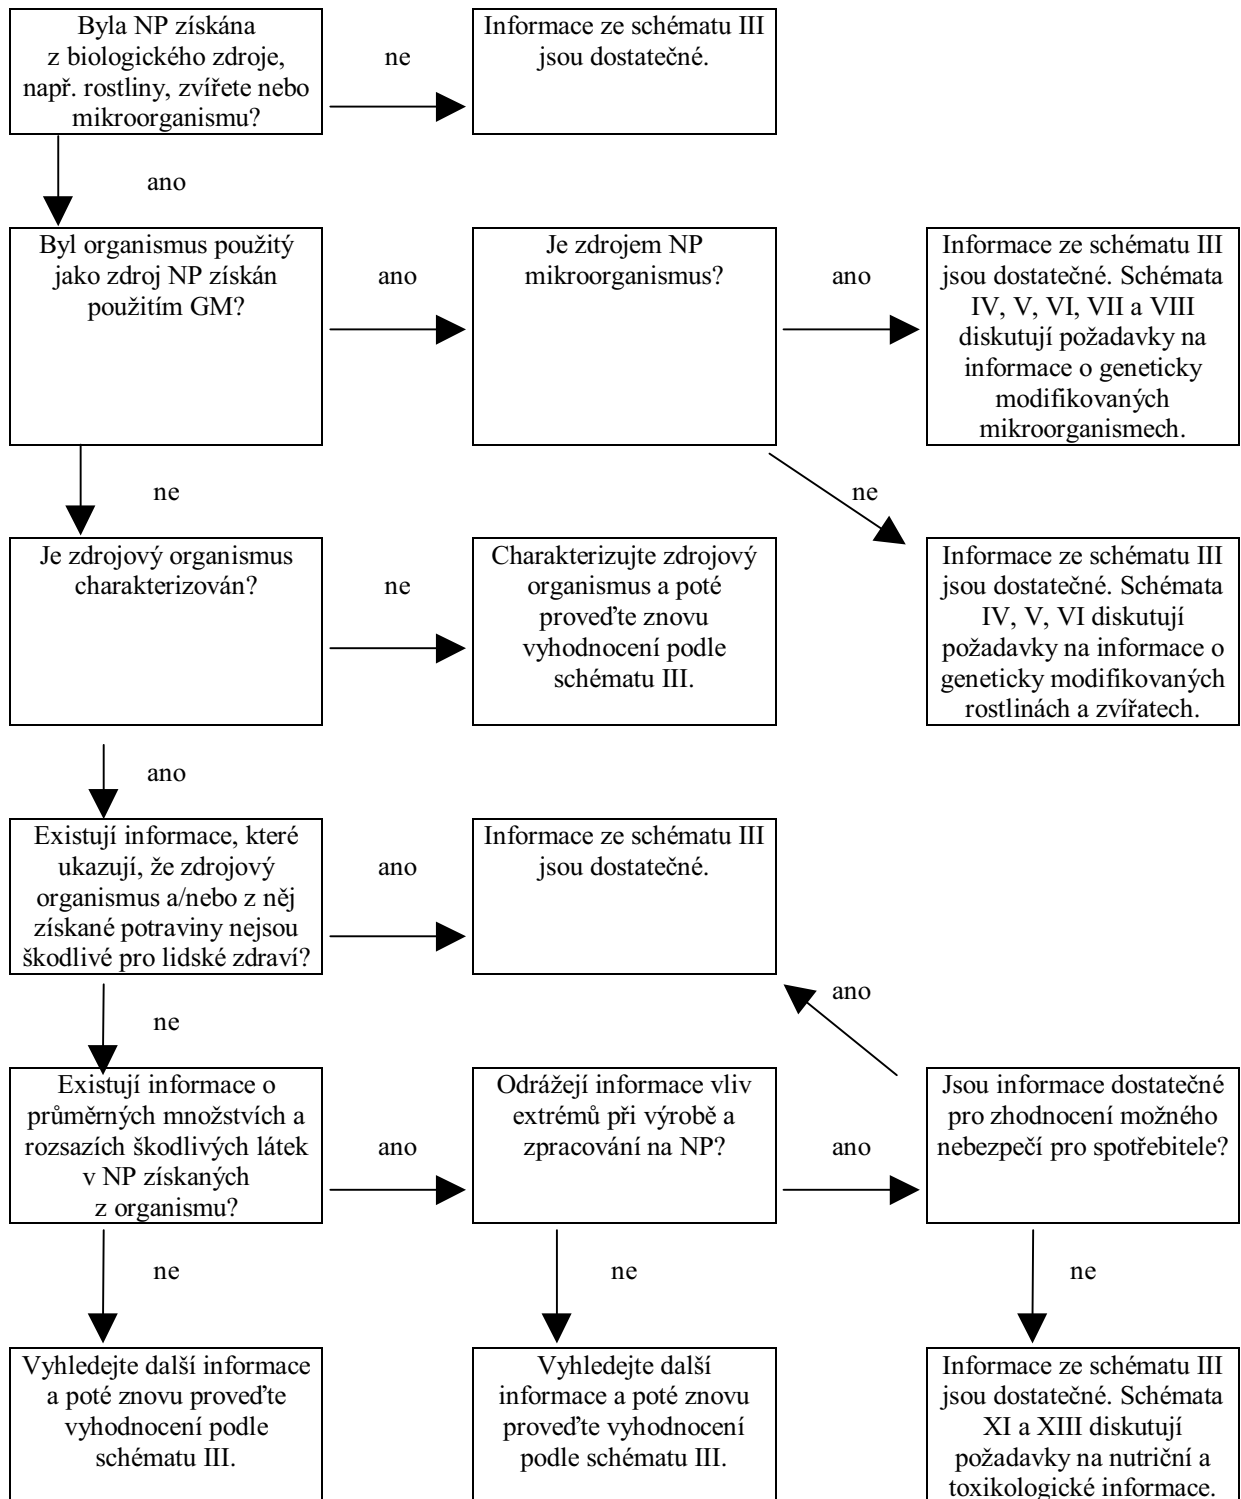 Byla NP získána
z biologického zdroje,
např. rostliny, zvířete nebo
mikroorganismu?
ne
Informace ze schématu III
jsou dostatečné.
ano
Byl organismus použitý
jako zdroj NP získán
použitím GM?
ano
Je zdrojem NP
mikroorganismus?
ano
Informace ze schématu III
jsou dostatečné. Schémata
IV, V, VI, VII a VIII
diskutují požadavky na
informace o geneticky
modifikovaných
mikroorganismech.
ne
ne
Je zdrojový organismus
charakterizován?
ne
Charakterizujte zdrojový
organismus a poté
proveďte znovu
vyhodnocení podle
schématu III.
Informace ze schématu III
jsou dostatečné. Schémata
IV, V, VI diskutují
požadavky na informace o
geneticky modifikovaných
rostlinách a zvířatech.
ano
Existují informace, které
ukazují, že zdrojový
organismus a/nebo z něj
získané potraviny nejsou
škodlivé pro lidské zdraví?
ano
Informace ze schématu III
jsou dostatečné.
ano
ne
Existují informace o
průměrných množstvích a
rozsazích škodlivých látek
v NP získaných
z organismu?
ano
Odrážejí informace vliv
extrémů při výrobě a
zpracování na NP?
ano
Jsou informace dostatečné
pro zhodnocení možného
nebezpečí pro spotřebitele?
ne
ne
ne
Vyhledejte další informace
a poté znovu proveďte
vyhodnocení podle
schématu III.
Vyhledejte další
informace a poté znovu
proveďte vyhodnocení
podle schématu III.
Informace ze schématu III
jsou dostatečné. Schémata
XI a XIII diskutují
požadavky na nutriční a
toxikologické informace.